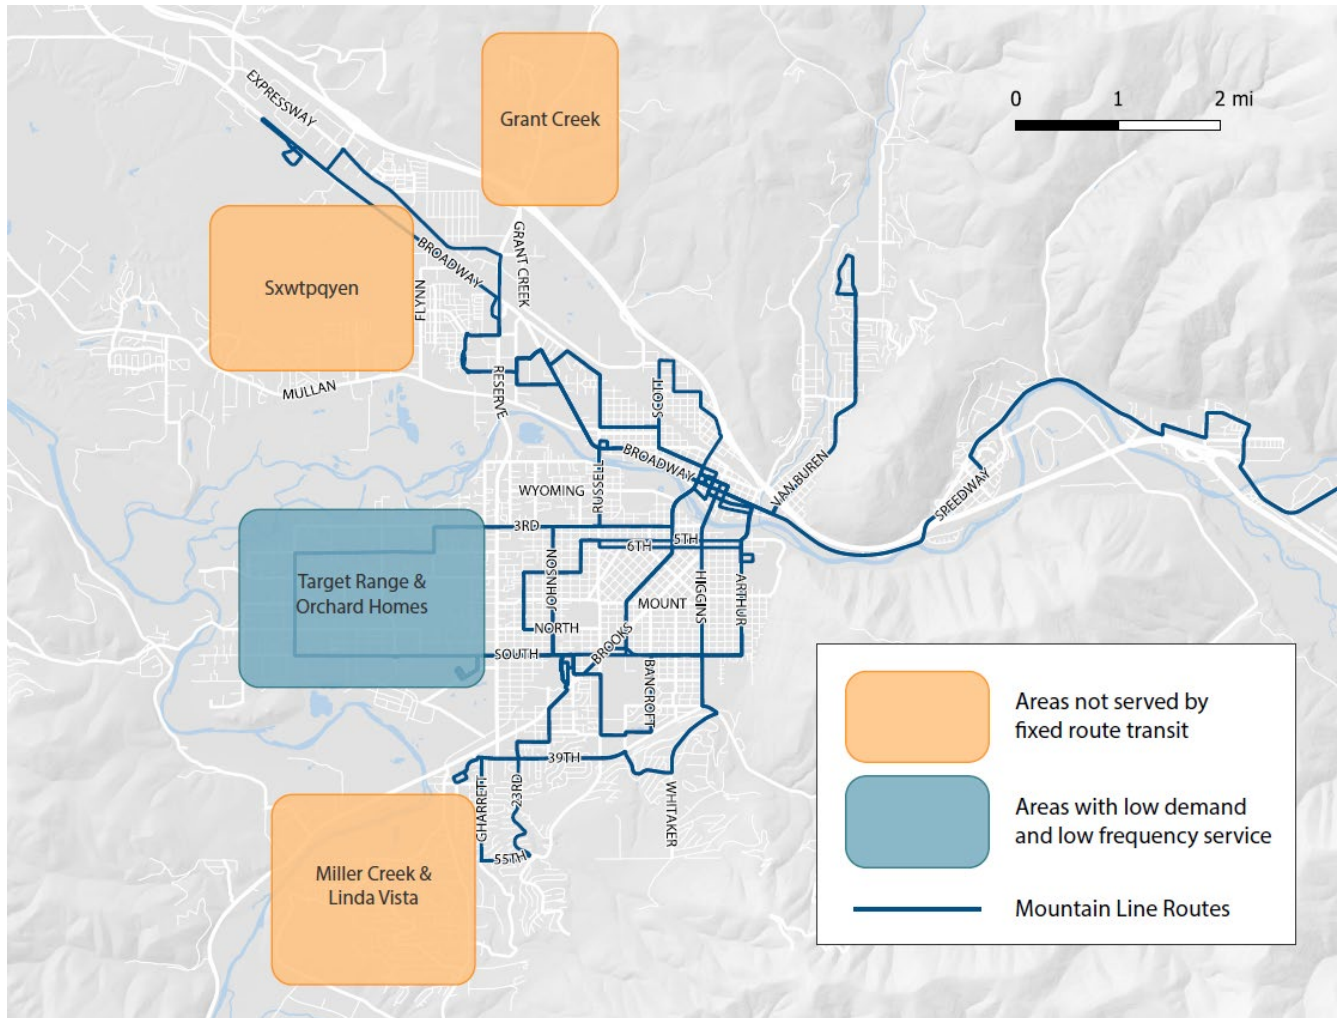 EXPRESSWAY
Grant Creek
0 1 2 mi
GRANT CREEK
BROADWAY
Sxwtpqyen
FLYNN
MULLAN
RESERVE
SCOTT
BROADWAY
VAN BUREN
SPEEDWAY
WYOMING
RUSSELL
3RD
5TH
6TH
Target Range &
Orchard Homes
JOHNSON
MOUNT
HIGGINS
ARTHUR
NORTH
BROOKS
SOUTH
BANCROFT
39TH
GHARRETT
23RD
WHITAKER
55TH
Miller Creek &
Linda Vista
Areas not served by
fixed route transit
Areas with low demand
and low frequency service
Mountain Line Routes